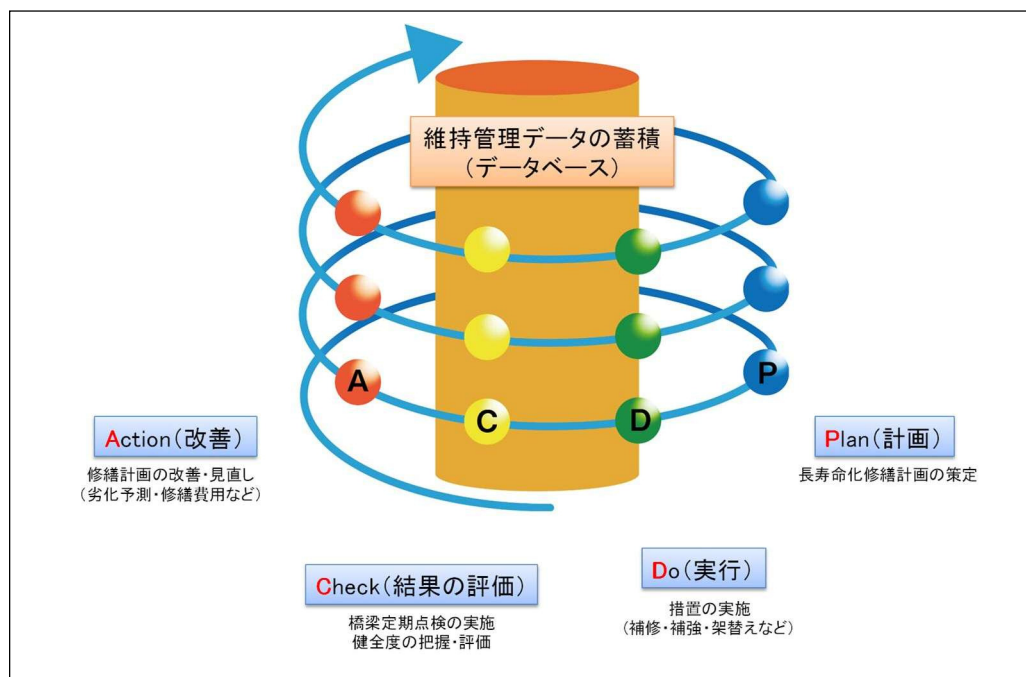 維持管理データの蓄積
(データベース)
A
C
D
P
Action(改善)
修繕計画の改善・見直し
(劣化予測・修繕費用など)
Plan(計画)
長寿命化修繕計画の策定
Check(結果の評価)
橋梁定期点検の実施
健全度の把握・評価
Do(実行)
措置の実施
(補修・補強・架替えなど)